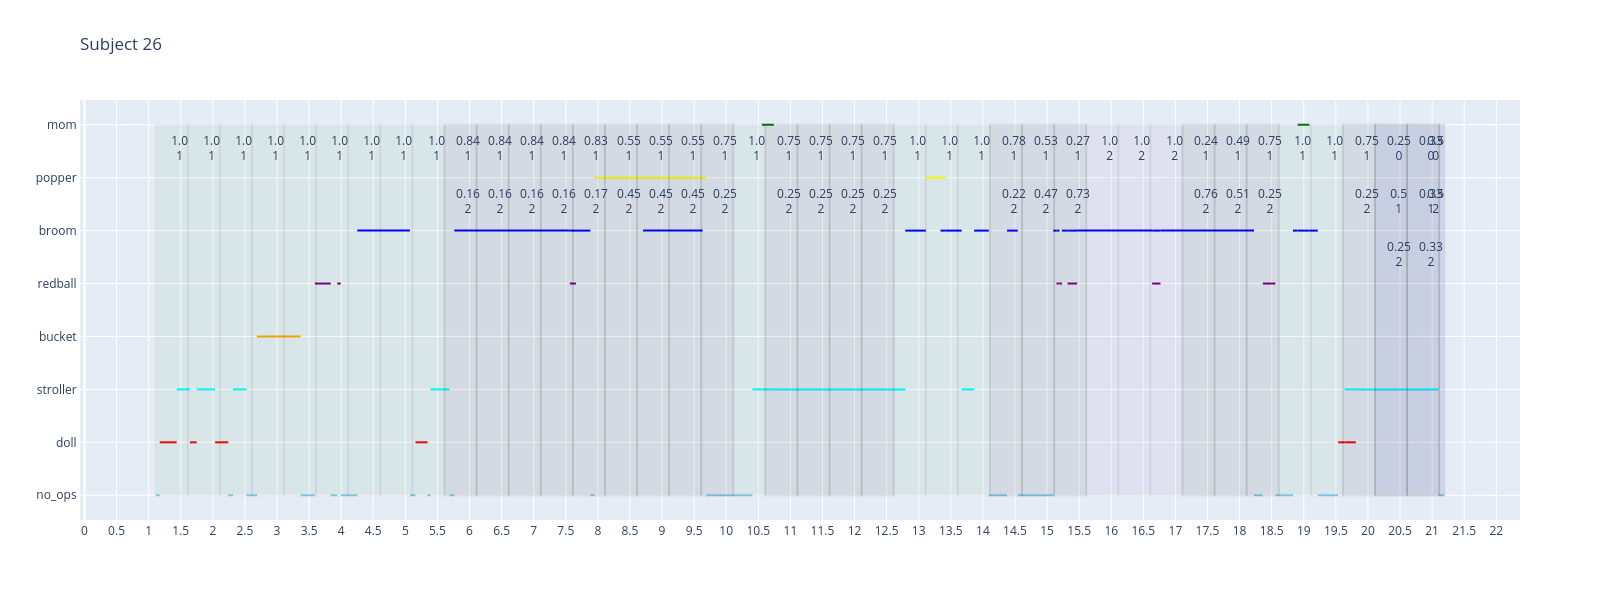 Subject 26
mom
1.0 1.0 1.0 1.0 1.0 1.0 1.0 1.0 1.0 0.84 0.84 0.84 0.84 0.83 0.55 0.55 0.55 0.75 1.0 0.75 0.75 0.75 0.75 1.0 1.0 1.0 0.78 0.53 0.27 1.0 1.0 1.0 0.24 0.49 0.75 1.0 1.0 0.75 0.25
1 1 1 1 1 1 1 1 1 1 1 1 1 1 1 1 1 1 1 1 1 1 1 1 1 1 1 1 1 2 2 2 1 1 1 1 1 1 0
popper
0.16 0.16 0.16 0.16 0.17 0.45 0.45 0.45 0.25 0.25 0.25 0.25 0.25 0.22 0.47 0.73 0.76 0.51 0.25 0.25 0.5
2 2 2 2 2 2 2 2 2 2 2 2 2 2 2 2 2 2 2 2 1
broom
0.25 0.33
2 2
redball
bucket
stroller
doll
no_ops
0 0.5 1 1.5 2 2.5 3 3.5 4 4.5 5 5.5 6 6.5 7 7.5 8 8.5 9 9.5 10 10.5 11 11.5 12 12.5 13 13.5 14 14.5 15 15.5 16 16.5 17 17.5 18 18.5 19 19.5 20 20.5 21 21.5 22